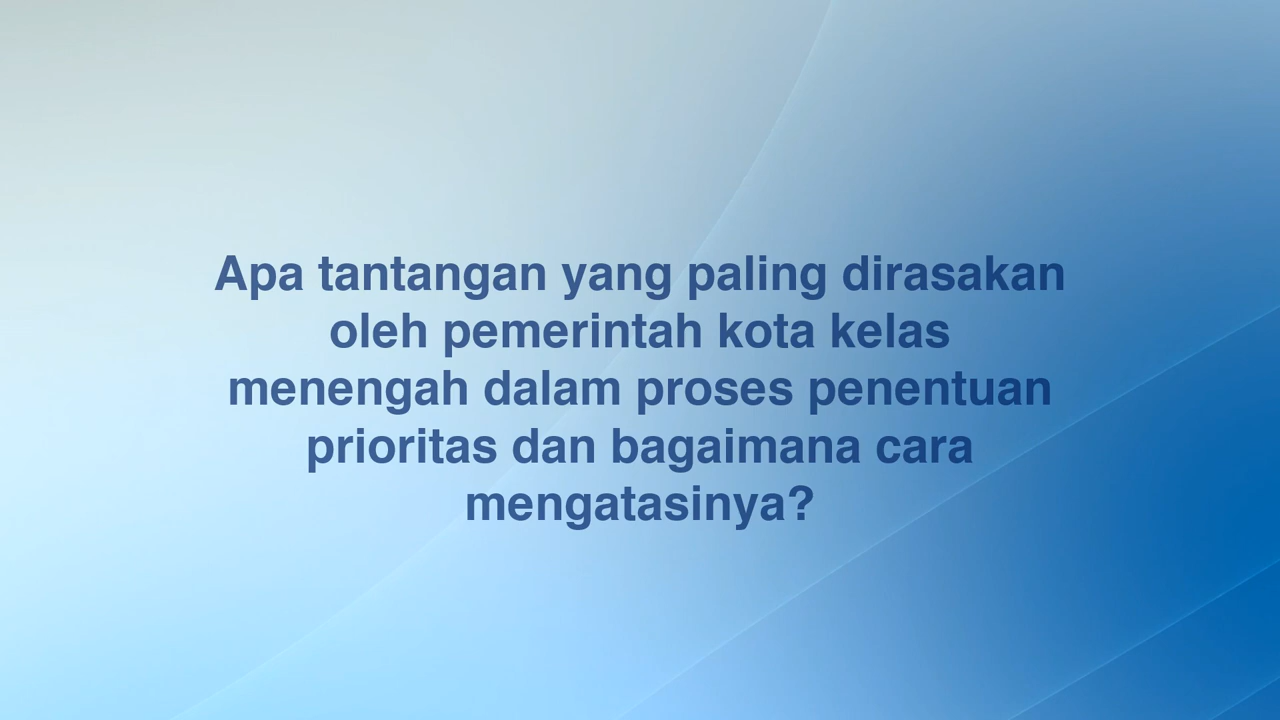 Apa tantangan yang paling dirasakan
oleh pemerintah kota kelas
menengah dalam proses penentuan
prioritas dan bagaimana cara
mengatasinya?